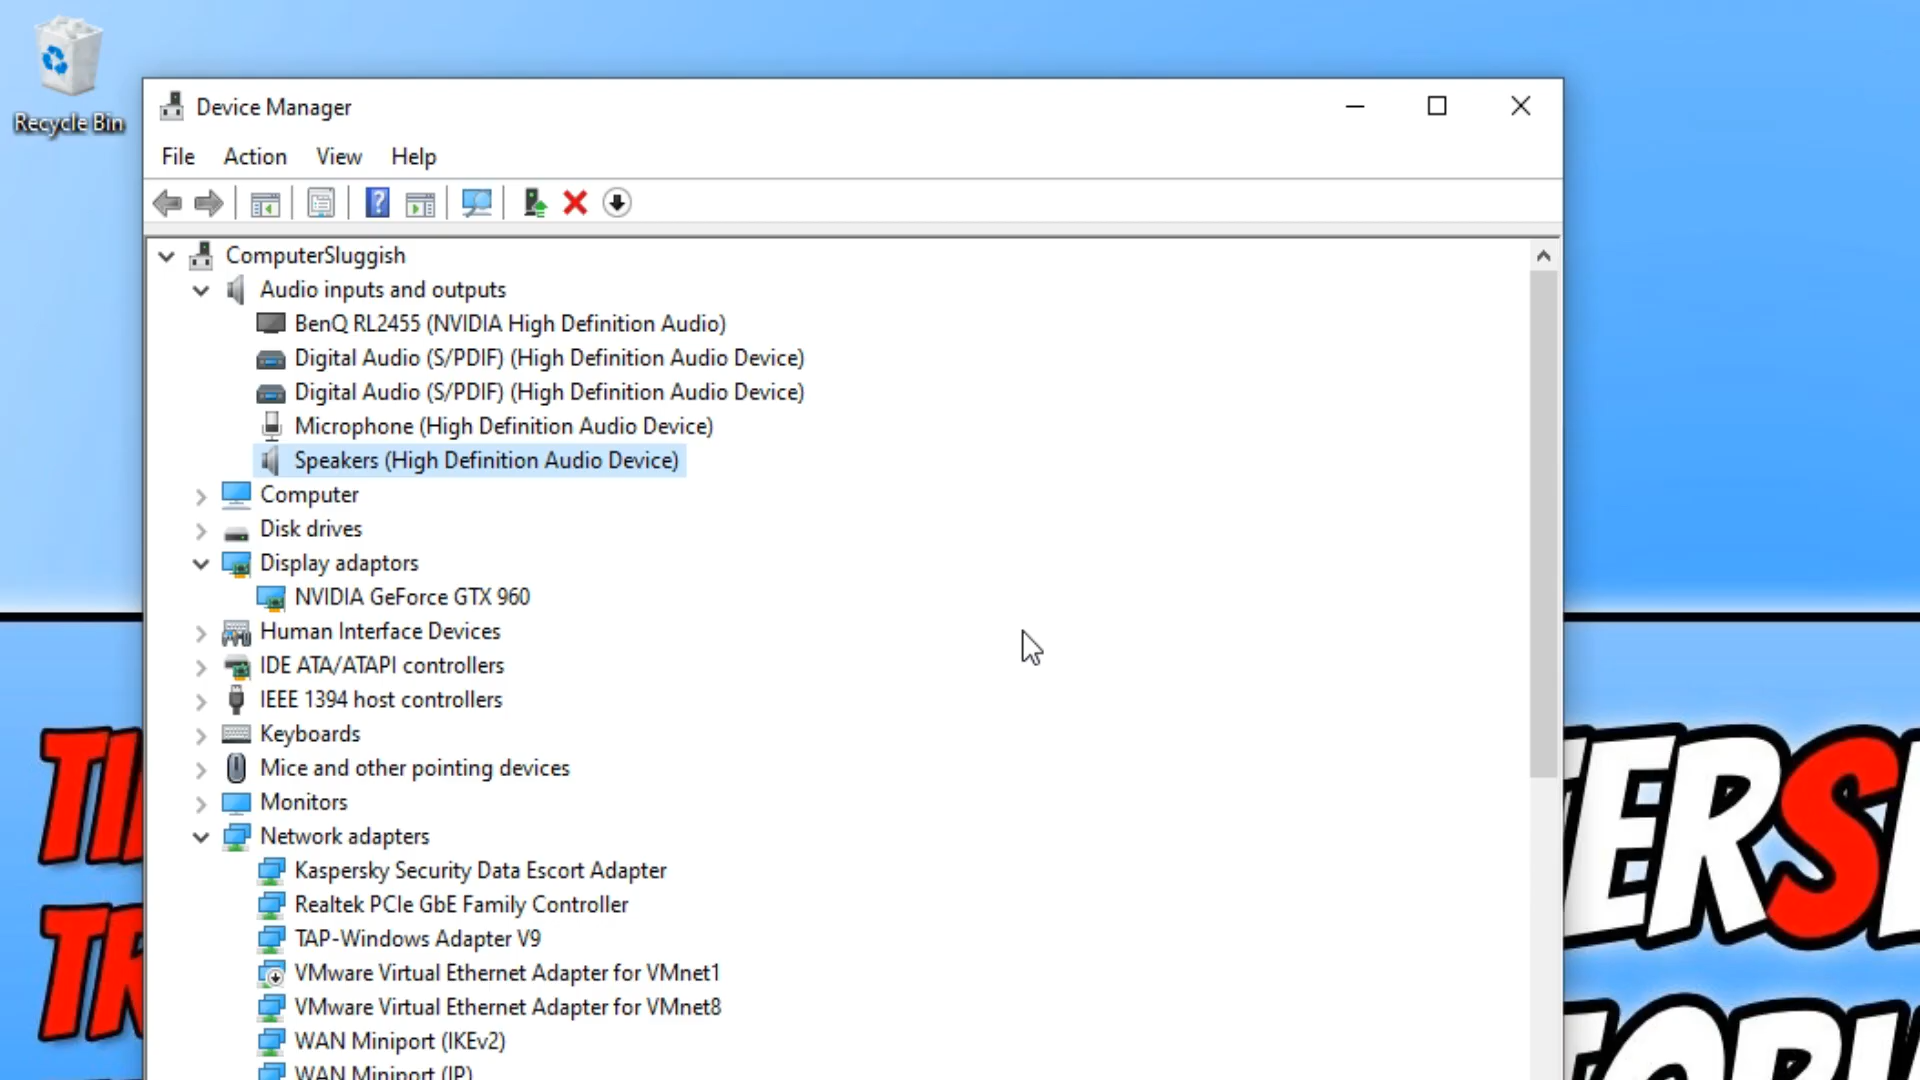 Recycle Bin
Device Manager
File Action View Help
ComputerSluggish
Audio inputs and outputs
BenQ RL2455 (NVIDIA High Definition Audio)
Digital Audio (S/PDIF) (High Definition Audio Device)
Digital Audio (S/PDIF) (High Definition Audio Device)
Microphone (High Definition Audio Device)
Speakers (High Definition Audio Device)
Computer
Disk drives
Display adaptors
NVIDIA GeForce GTX 960
Human Interface Devices
IDE ATA/ATAPI controllers
IEEE 1394 host controllers
Keyboards
Mice and other pointing devices
Monitors
Network adapters
Kaspersky Security Data Escort Adapter
Realtek PCIe GbE Family Controller
TAP-Windows Adapter V9
VMware Virtual Ethernet Adapter for VMnet1
VMware Virtual Ethernet Adapter for VMnet8
WAN Miniport (IKEv2)
WAN Miniport (IP)